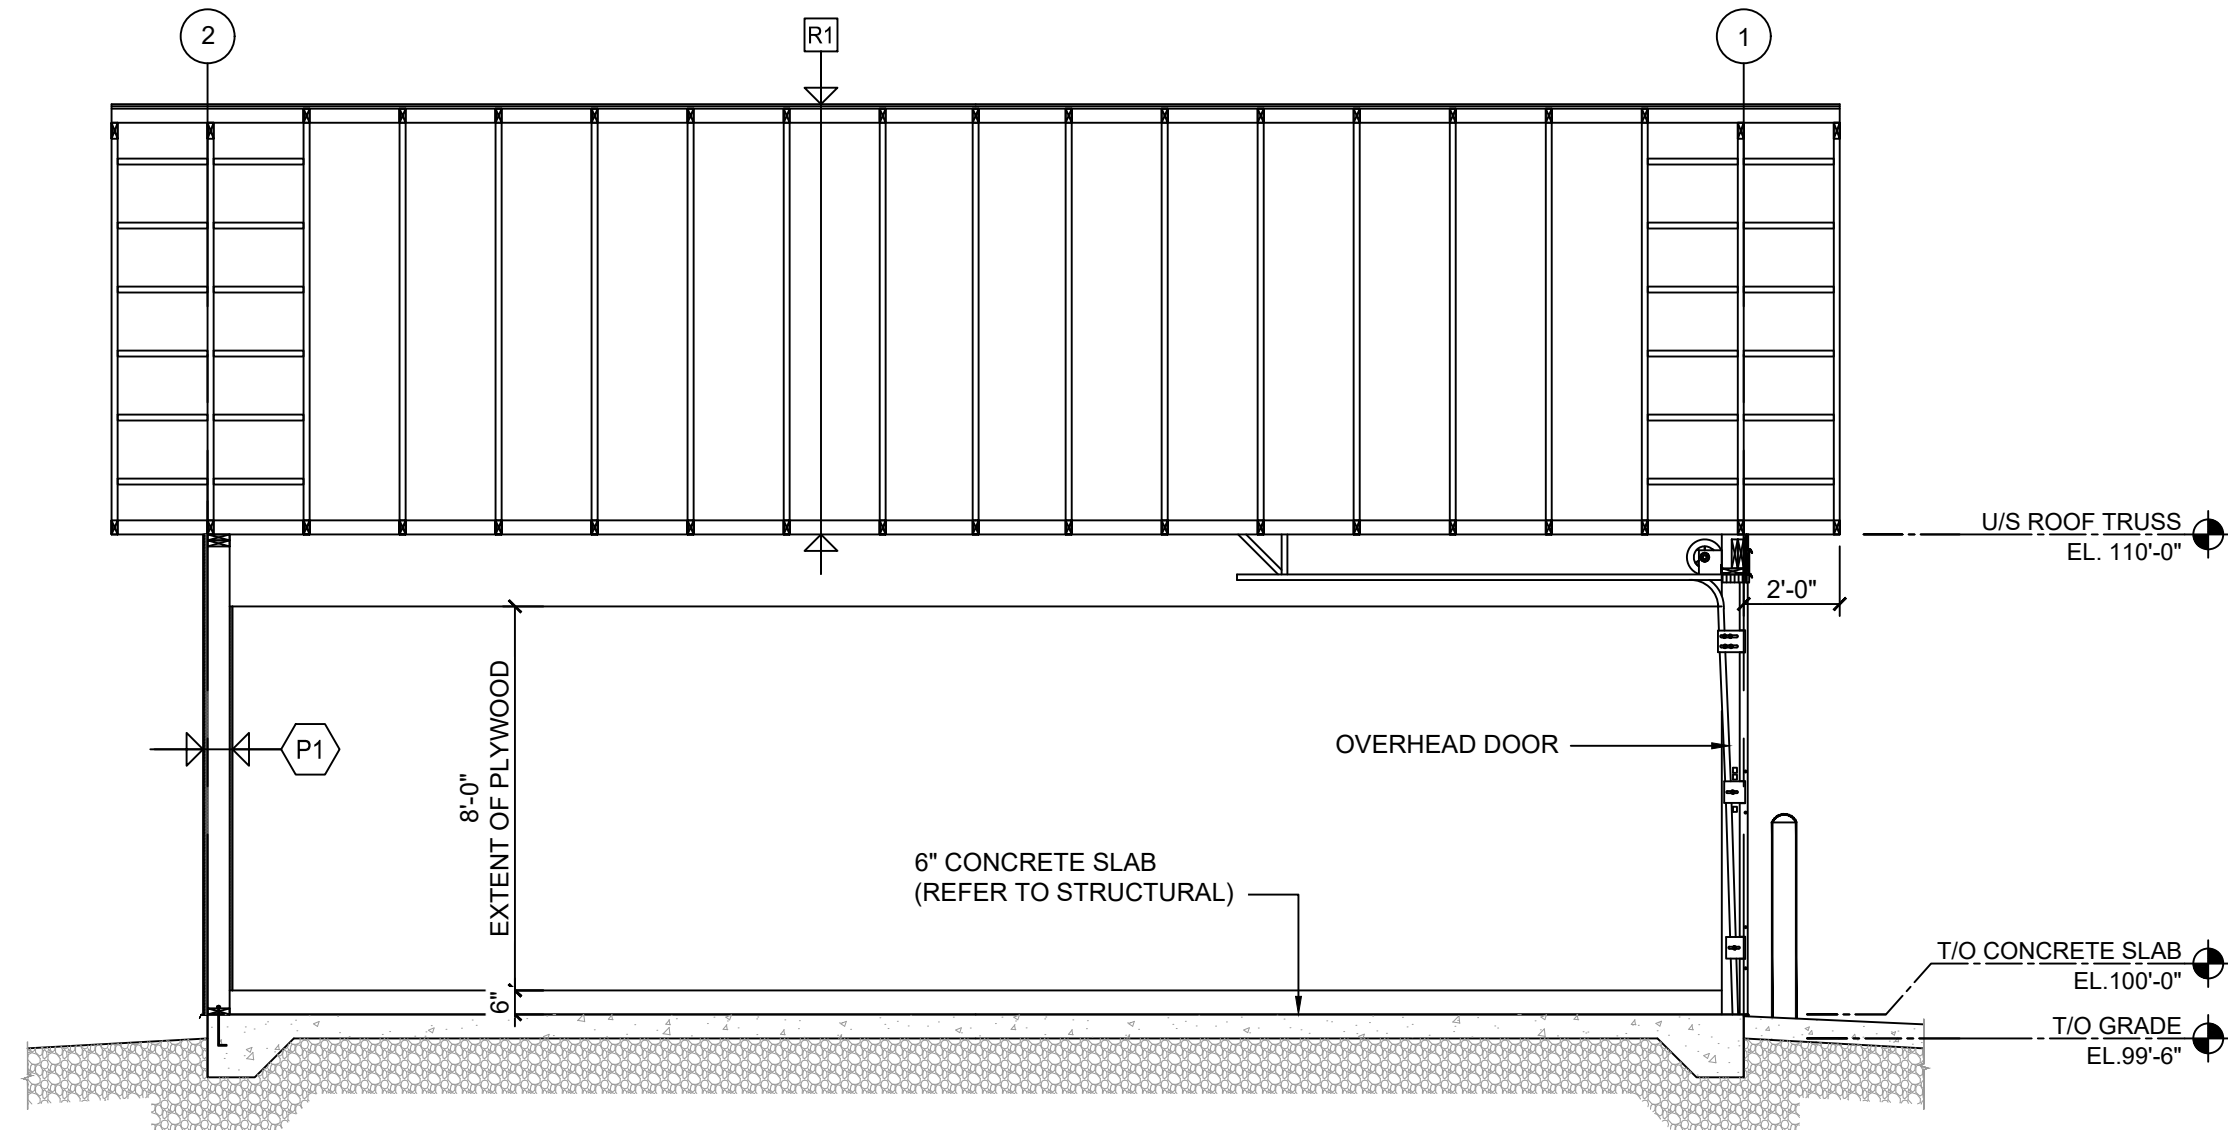 2
R1
1
U/S ROOF TRUSS
EL. 110'-0"
2'-0"
P1
8'-0"
EXTENT OF PLYWOOD
OVERHEAD DOOR
6" CONCRETE SLAB
(REFER TO STRUCTURAL)
6"
T/O CONCRETE SLAB
EL.100'-0"
T/O GRADE
EL.99'-6"